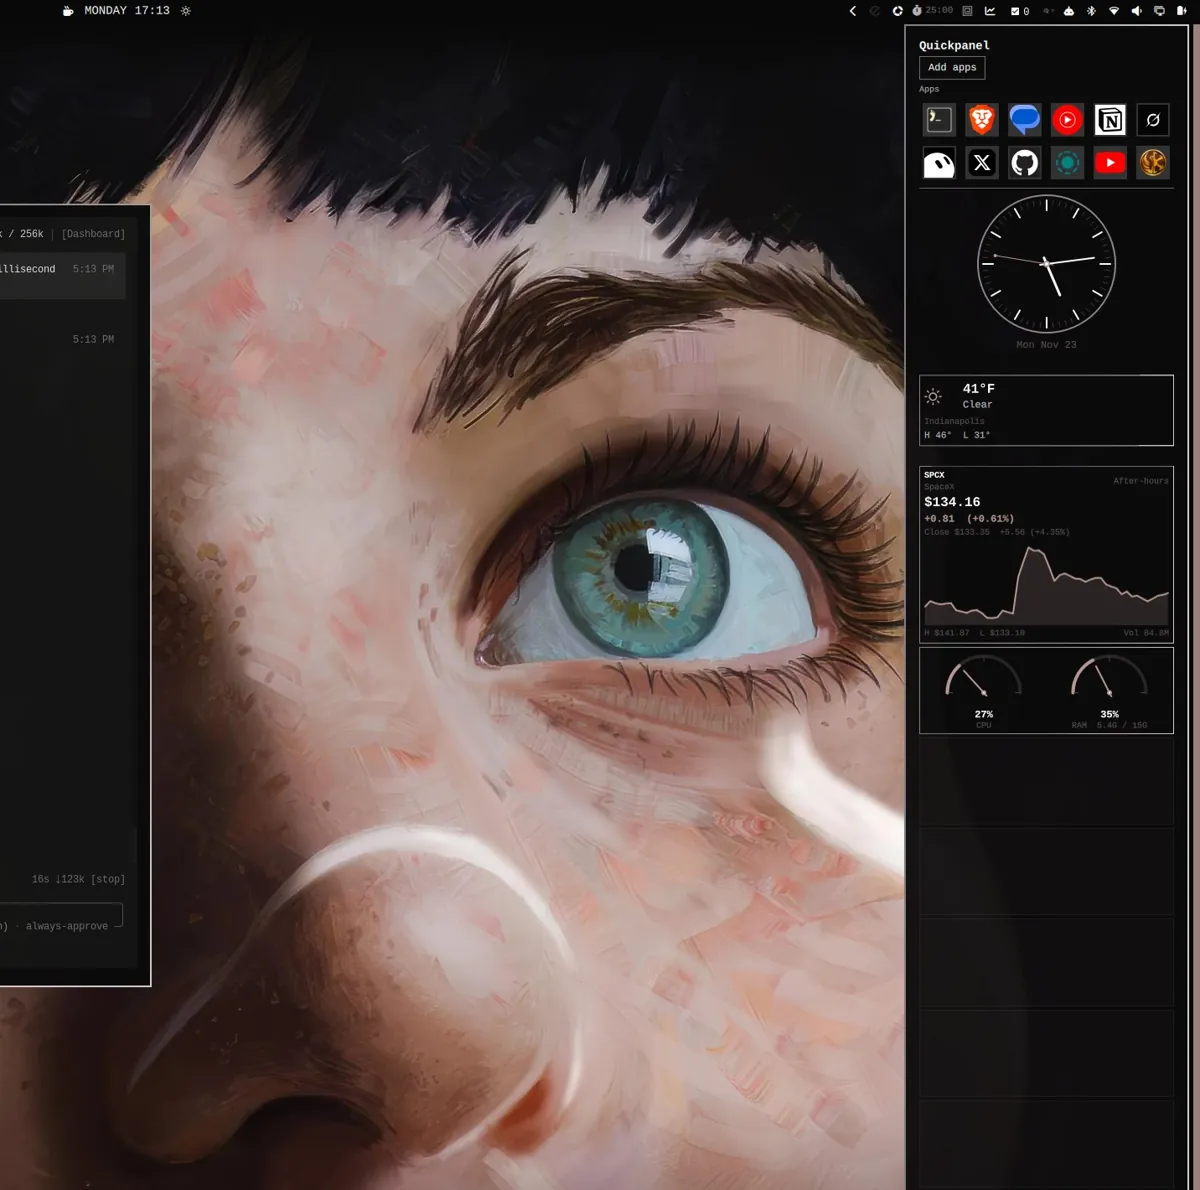 MONDAY 17:13
25:00
0
k / 256k | [Dashboard]
illisecond 5:13 PM
5:13 PM
16s ↓123k [stop]
) · always-approve
Quickpanel
Add apps
Apps
Mon Nov 23
41°F
Clear
Indianapolis
H 46° L 31°
SPCX
SpaceX
After-hours
$134.16
+0.81 (+0.61%)
Close $133.35 +5.56 (+4.35%)
H $141.87 L $133.10
Vol 84.8M
27%
CPU
35%
RAM 5.4G / 15G